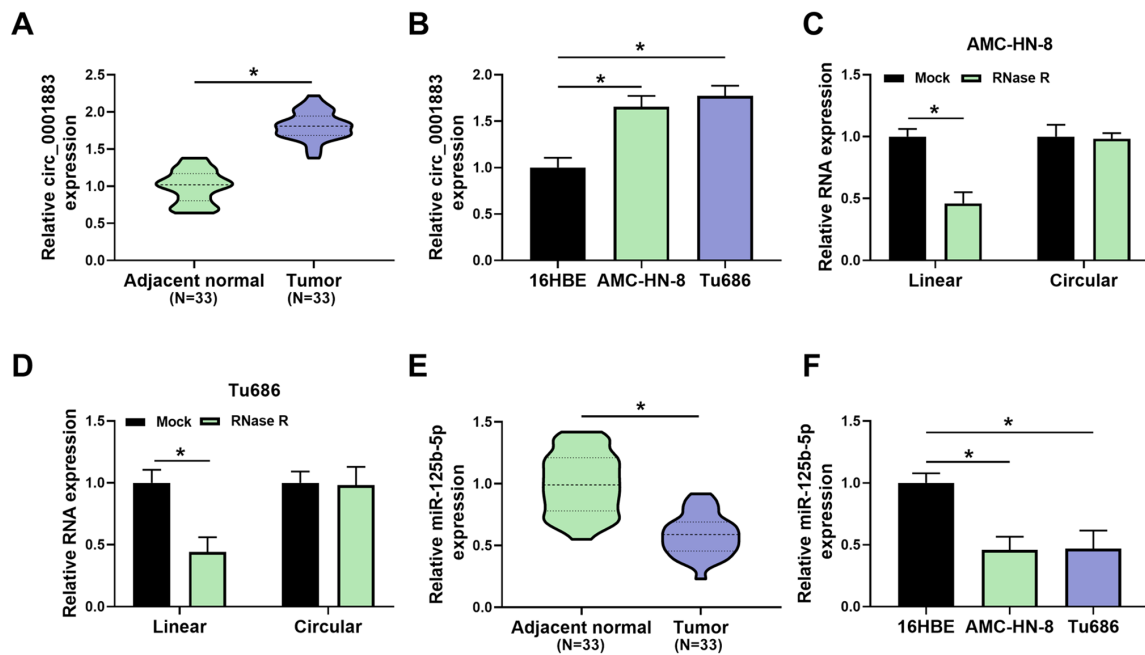 A
Relative circ_0001883
expression
2.5
2.0
1.5
1.0
0.5
0.0
*
Adjacent normal
(N=33)
Tumor
(N=33)
B
Relative circ_0001883
expression
2.0
1.5
1.0
0.5
0.0
*
*
16HBE AMC-HN-8 Tu686
C
AMC-HN-8
Mock RNase R
Relative RNA expression
1.5
1.0
0.5
0.0
*
Linear Circular
D
Tu686
Mock RNase R
Relative RNA expression
1.5
1.0
0.5
0.0
*
Linear Circular
E
Relative miR-125b-5p
expression
1.5
1.0
0.5
0.0
*
Adjacent normal
(N=33)
Tumor
(N=33)
F
Relative miR-125b-5p
expression
1.5
1.0
0.5
0.0
*
*
16HBE AMC-HN-8 Tu686